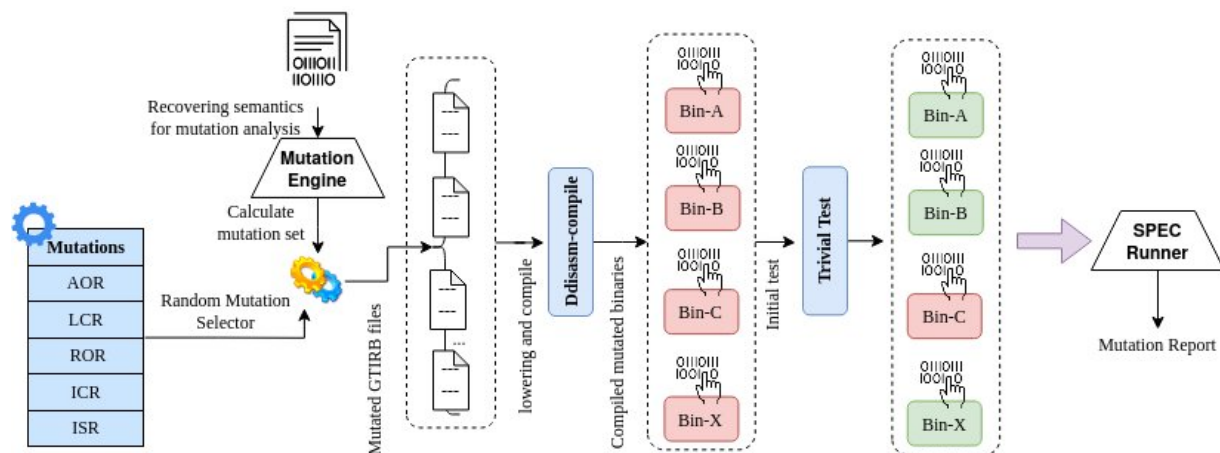 OIIIOII
IIOIIO
Recovering semantics
for mutation analysis
Mutation
Engine
Calculate
mutation set
Mutations
AOR
LCR
ROR
ICR
ISR
Random Mutation
Selector
Mutated GTIRB files
...
lowering and compile
Ddisasm-compile
Compiled mutated binaries
Bin-A
Bin-B
Bin-C
Bin-X
Initial test
Trivial Test
Bin-A
Bin-B
Bin-C
Bin-X
SPEC
Runner
Mutation Report